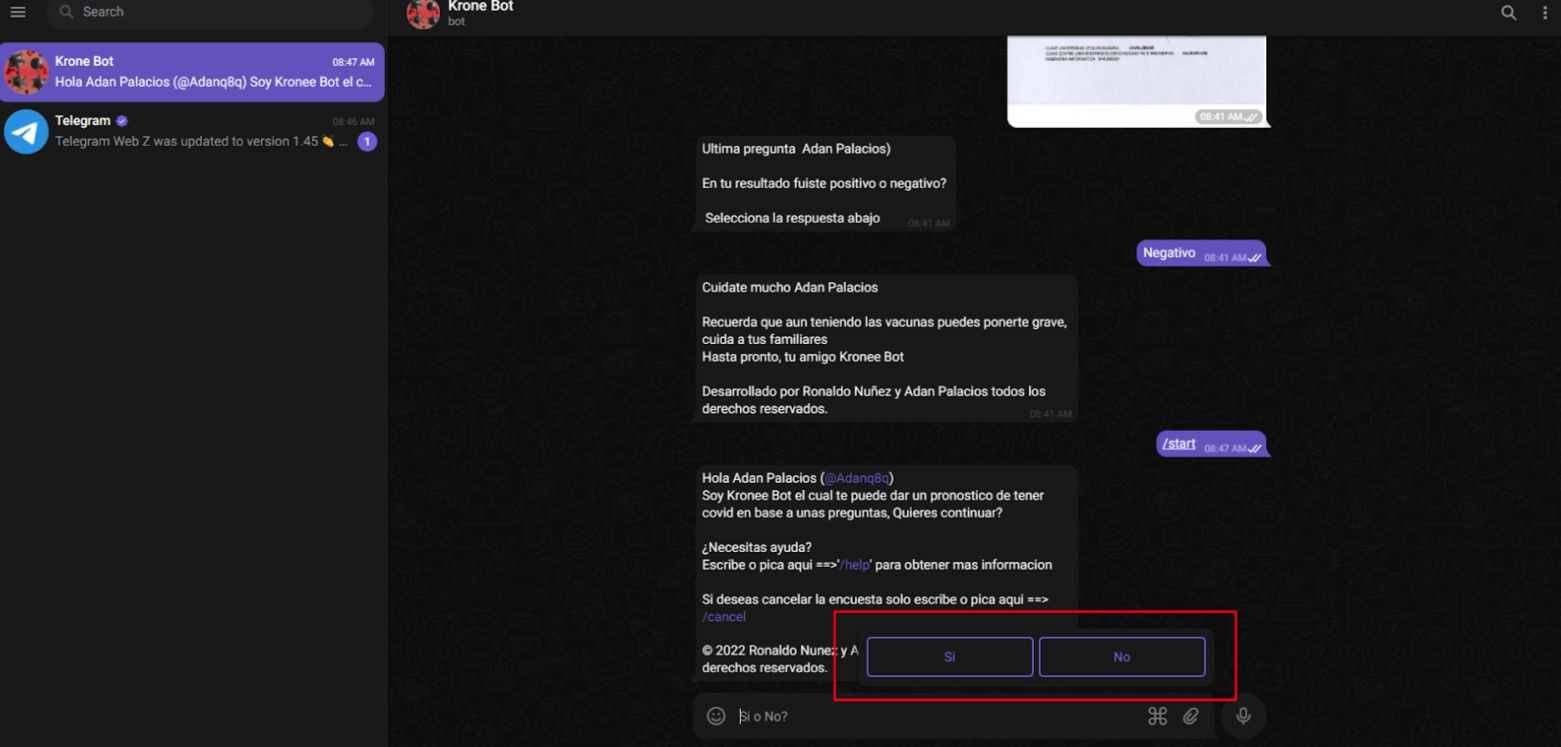 Search
Krone Bot
08:47 AM
Hola Adan Palacios (@Adanq8q) Soy Kronee Bot el c...
Telegram
08:46 AM
Telegram Web Z was updated to version 1.45 👏 ...
1
Krone Bot
bot
08:41 AM
Ultima pregunta Adan Palacios)
En tu resultado fuiste positivo o negativo?
Selecciona la respuesta abajo
08:41 AM
Negativo 08:41 AM
Cuidate mucho Adan Palacios
Recuerda que aun teniendo las vacunas puedes ponerte grave,
cuida a tus familiares
Hasta pronto, tu amigo Kronee Bot
Desarrollado por Ronaldo Nuñez y Adan Palacios todos los
derechos reservados.
08:41 AM
/start 08:47 AM
Hola Adan Palacios (@Adanq8q)
Soy Kronee Bot el cual te puede dar un pronostico de tener
covid en base a unas preguntas, Quieres continuar?
¿Necesitas ayuda?
Escribe o pica aqui ==>'/help' para obtener mas informacion
Si deseas cancelar la encuesta solo escribe o pica aqui ==>
/cancel
© 2022 Ronaldo Nunez y A
derechos reservados.
Si
No
Si o No?